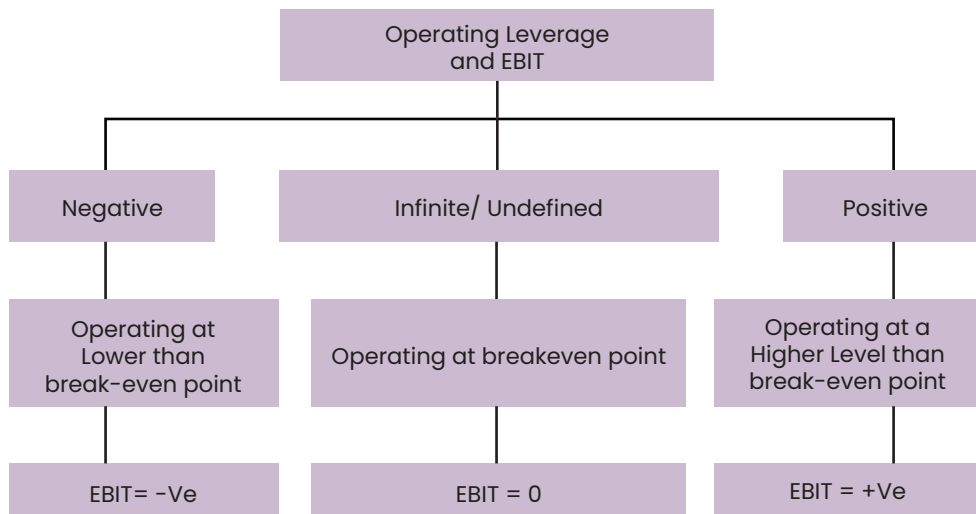 Operating Leverage
and EBIT
Negative
Infinite/ Undefined
Positive
Operating at
Lower than
break-even point
Operating at breakeven point
Operating at a
Higher Level than
break-even point
EBIT= -Ve
EBIT = 0
EBIT = +Ve